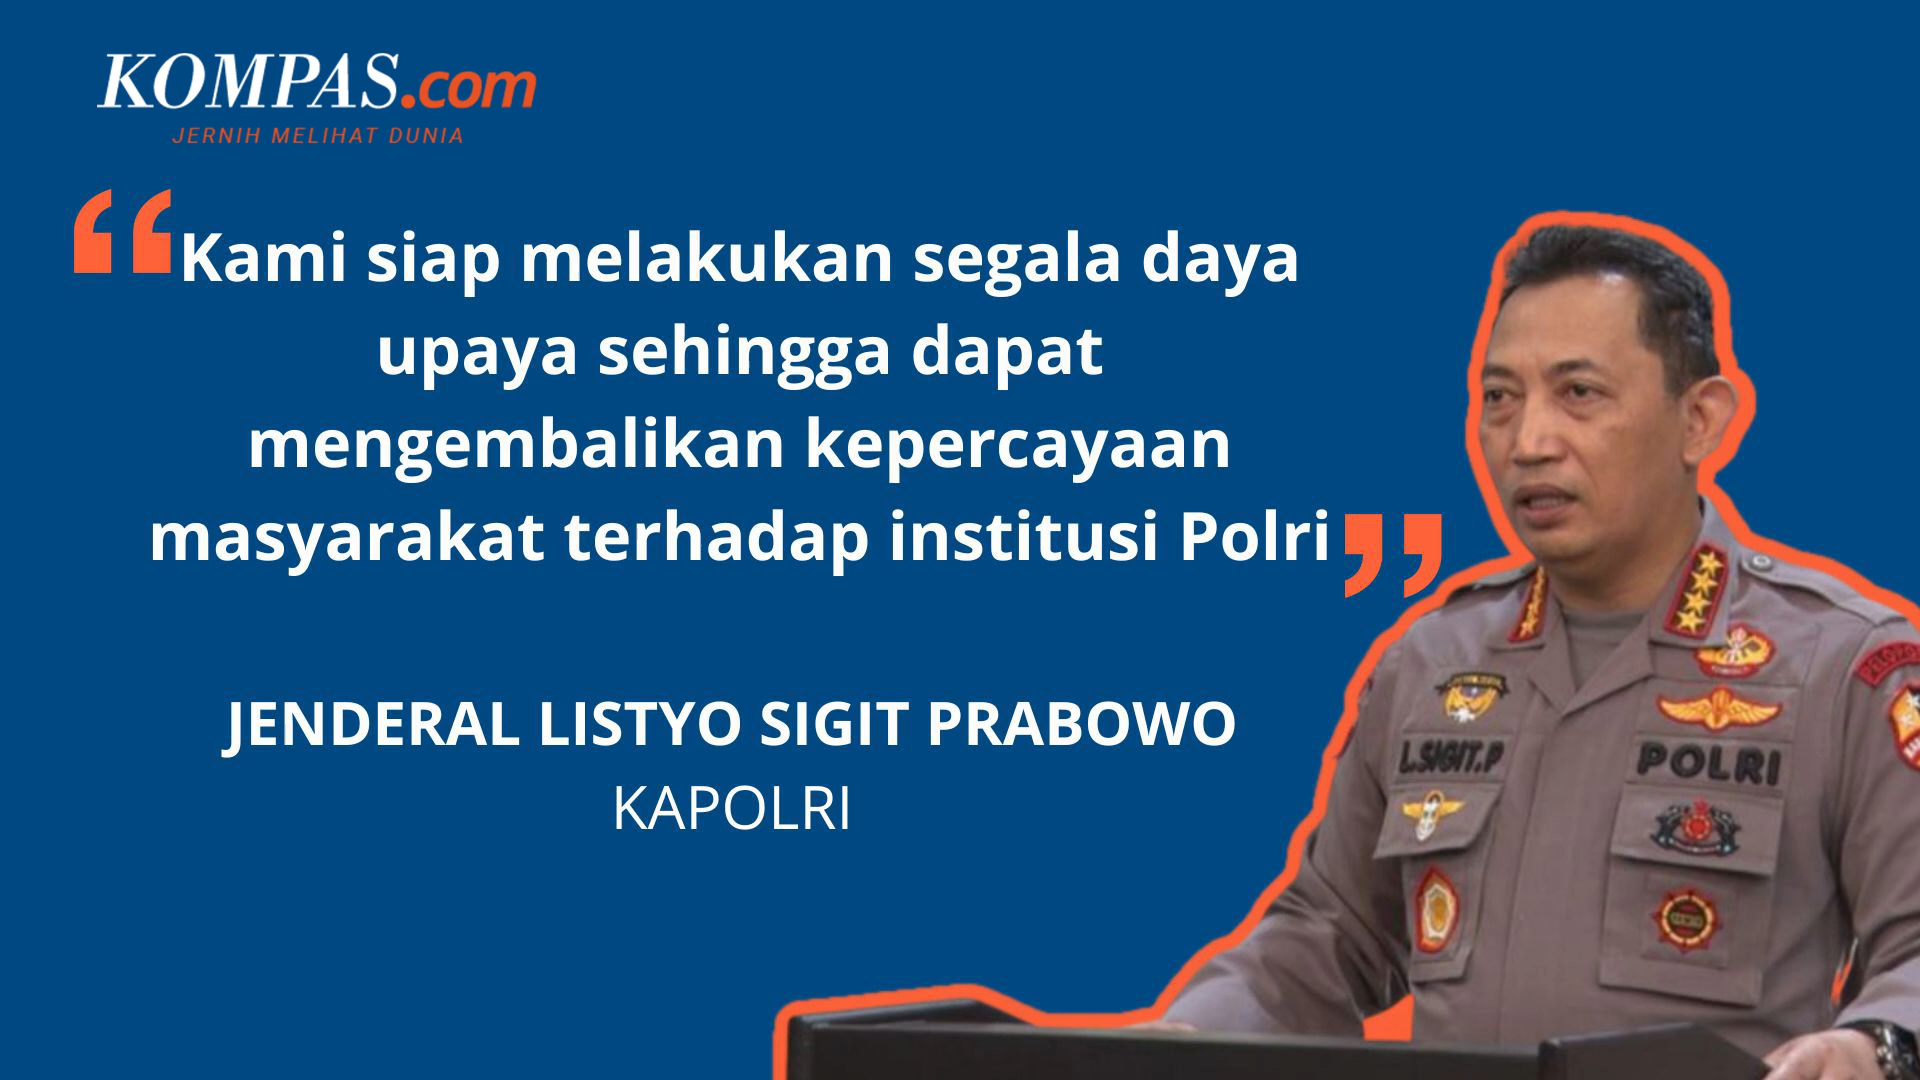 KOMPAS.com
JERNIH MELIHAT DUNIA
“Kami siap melakukan segala daya
upaya sehingga dapat
mengembalikan kepercayaan
masyarakat terhadap institusi Polri”
JENDERAL LISTYO SIGIT PRABOWO
KAPOLRI
L.SIGIT.P
POLRI